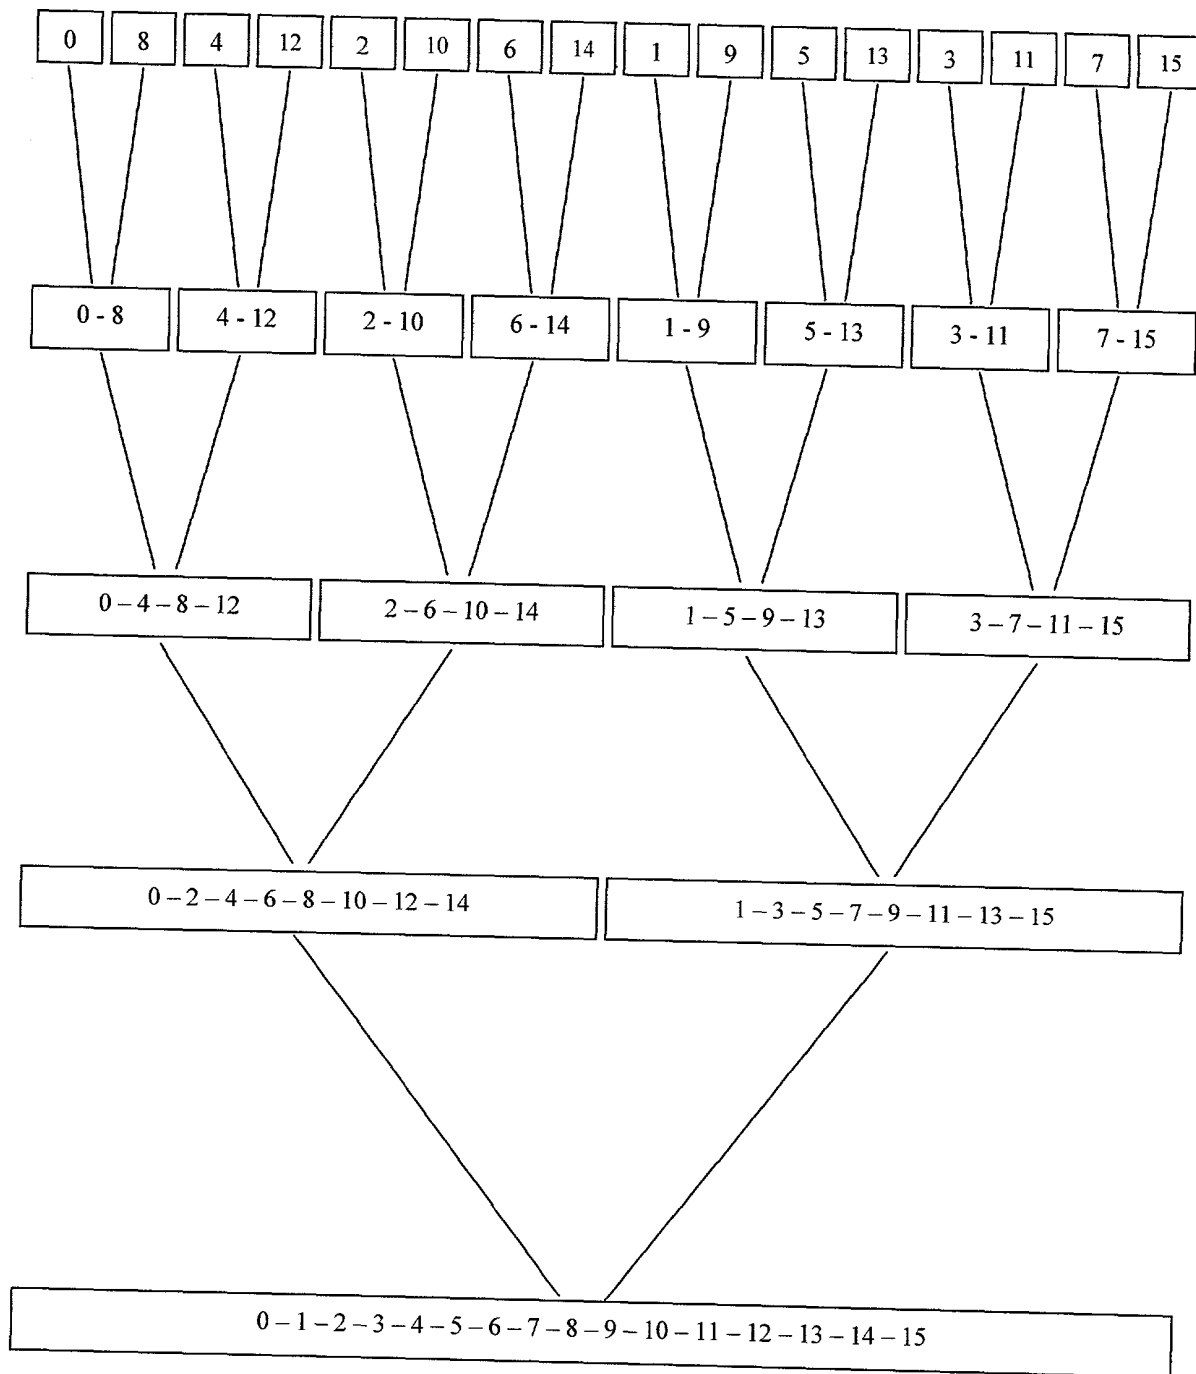 0 8 4 12 2 10 6 14 1 9 5 13 3 11 7 15
0 - 8 4 - 12 2 - 10 6 - 14 1 - 9 5 - 13 3 - 11 7 - 15
0 – 4 – 8 – 12 2 – 6 – 10 – 14 1 – 5 – 9 – 13 3 – 7 – 11 – 15
0 – 2 – 4 – 6 – 8 – 10 – 12 – 14 1 – 3 – 5 – 7 – 9 – 11 – 13 – 15
0 – 1 – 2 – 3 – 4 – 5 – 6 – 7 – 8 – 9 – 10 – 11 – 12 – 13 – 14 – 15